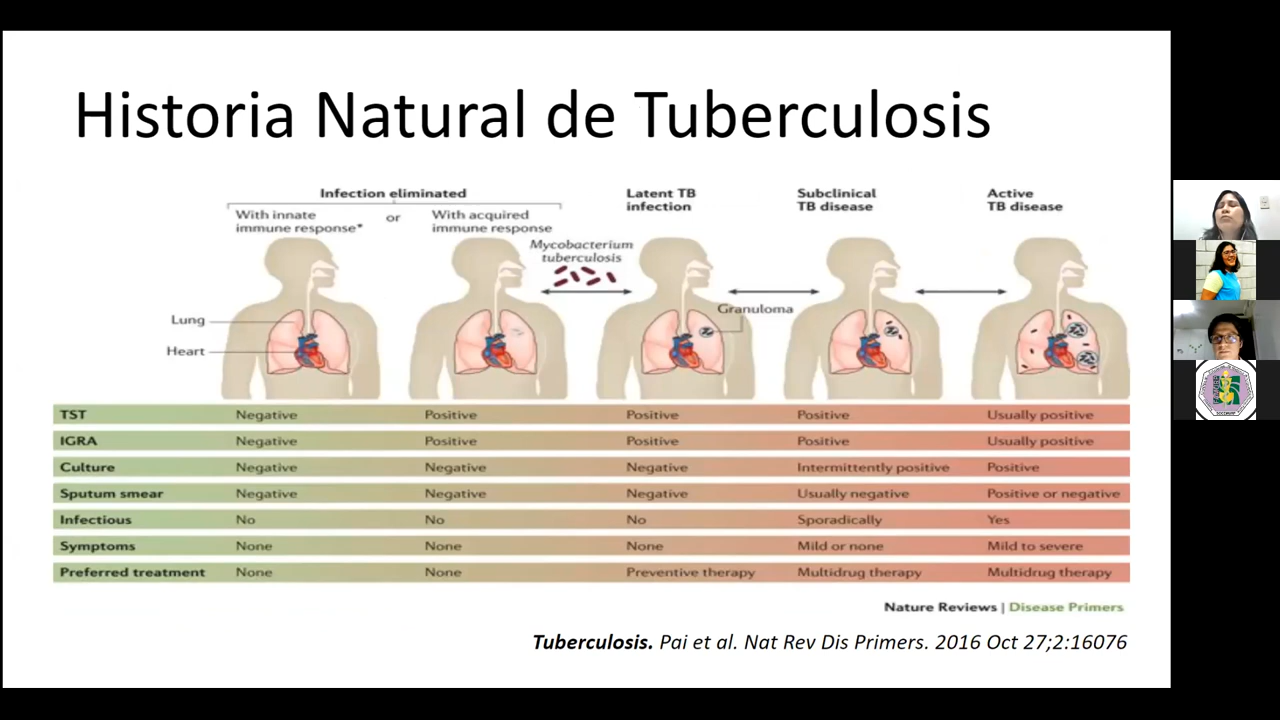 Historia Natural de Tuberculosis
Infection eliminated
With innate
immune response*
or
With acquired
immune response
Latent TB
infection
Subclinical
TB disease
Active
TB disease
Mycobacterium
tuberculosis
Granuloma
Lung
Heart
TST Negative Positive Positive Positive Usually positive
IGRA Negative Positive Positive Positive Usually positive
Culture Negative Negative Negative Intermittently positive Positive
Sputum smear Negative Negative Negative Usually negative Positive or negative
Infectious No No No Sporadically Yes
Symptoms None None None Mild or none Mild to severe
Preferred treatment None None Preventive therapy Multidrug therapy Multidrug therapy
Nature Reviews | Disease Primers
Tuberculosis. Pai et al. Nat Rev Dis Primers. 2016 Oct 27;2:16076